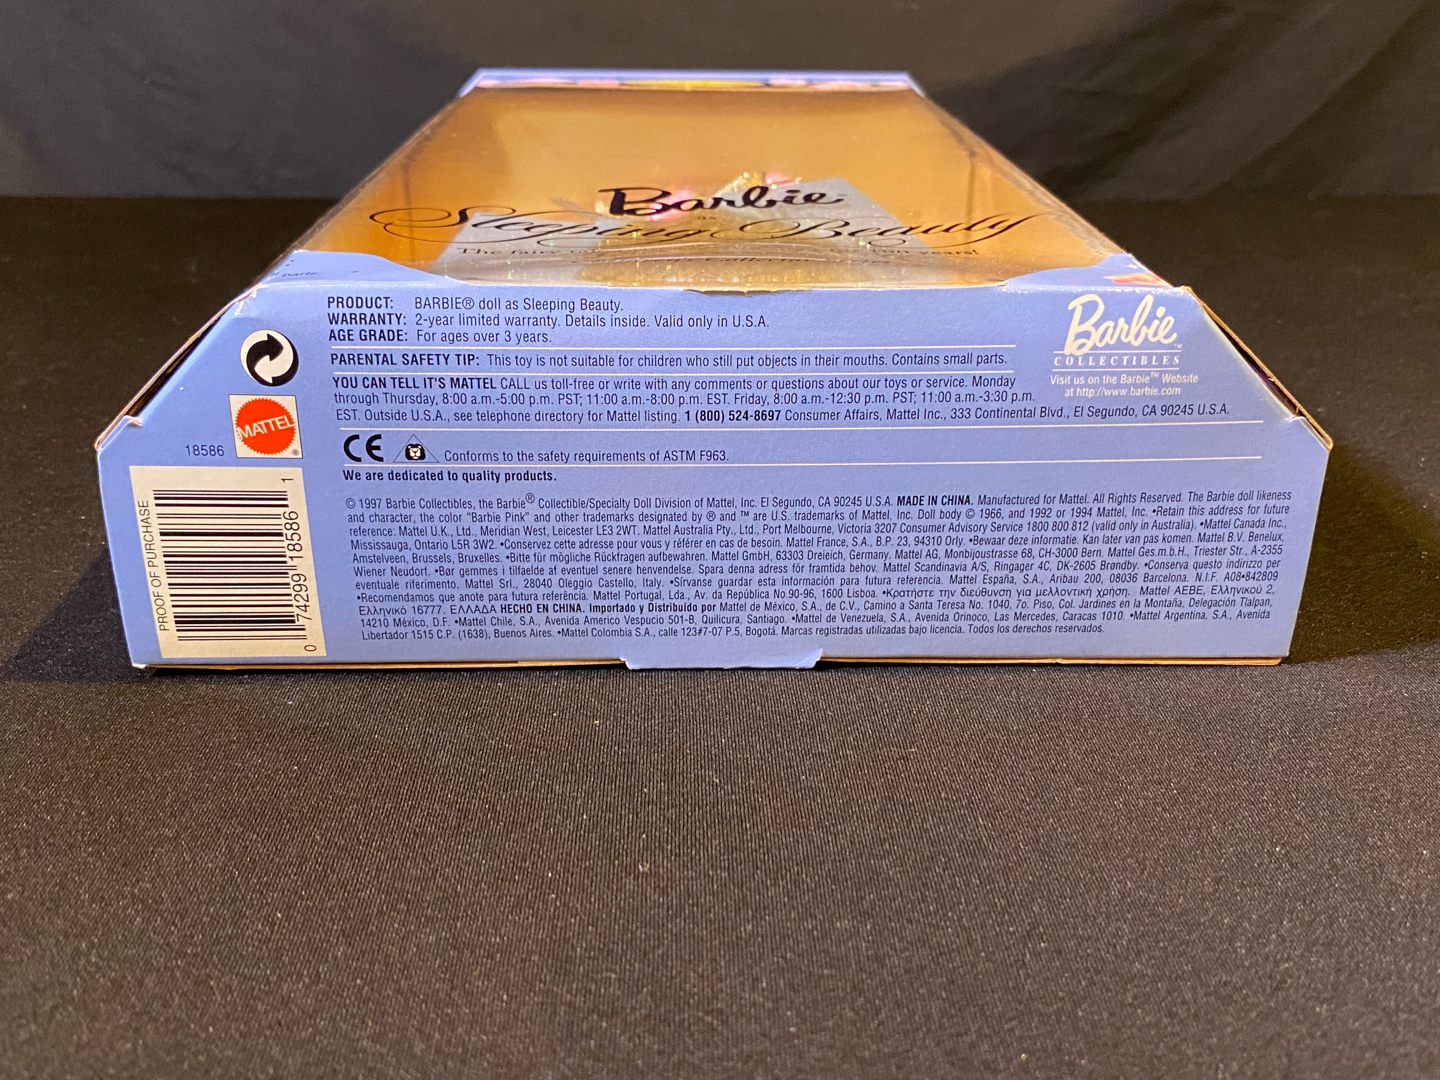 Barbie™
as
Sleeping Beauty
The fairy years!
Collector
parts.
PRODUCT: BARBIE® doll as Sleeping Beauty.
WARRANTY: 2-year limited warranty. Details inside. Valid only in U.S.A.
AGE GRADE: For ages over 3 years.
PARENTAL SAFETY TIP: This toy is not suitable for children who still put objects in their mouths. Contains small parts.
YOU CAN TELL IT'S MATTEL CALL us toll-free or write with any comments or questions about our toys or service. Monday
through Thursday, 8:00 a.m.-5:00 p.m. PST; 11:00 a.m.-8:00 p.m. EST. Friday, 8:00 a.m.-12:30 p.m. PST; 11:00 a.m.-3:30 p.m.
EST. Outside U.S.A., see telephone directory for Mattel listing. 1 (800) 524-8697 Consumer Affairs, Mattel Inc., 333 Continental Blvd., El Segundo, CA 90245 U.S.A.
Barbie™
COLLECTIBLES
Visit us on the Barbie™ Website
at http://www.barbie.com
MATTEL®
18586
CE Conforms to the safety requirements of ASTM F963.
We are dedicated to quality products.
PROOF OF PURCHASE
0 74299 18586 1
© 1997 Barbie Collectibles, the Barbie® Collectible/Specialty Doll Division of Mattel, Inc. El Segundo, CA 90245 U.S.A. MADE IN CHINA. Manufactured for Mattel. All Rights Reserved. The Barbie doll likeness
and character, the color "Barbie Pink" and other trademarks designated by ® and ™ are U.S. trademarks of Mattel, Inc. Doll body © 1966, and 1992 or 1994 Mattel, Inc. •Retain this address for future
reference: Mattel U.K., Ltd., Meridian West, Leicester LE3 2WT. Mattel Australia Pty., Ltd., Port Melbourne, Victoria 3207 Consumer Advisory Service 1800 800 812 (valid only in Australia). •Mattel Canada Inc.,
Mississauga, Ontario L5R 3W2. •Conservez cette adresse pour vous y référer en cas de besoin. Mattel France, S.A., B.P. 23, 94310 Orly. •Bewaar deze informatie. Kan later van pas komen. Mattel B.V. Benelux,
Amstelveen, Brussels, Bruxelles. •Bitte für mögliche Rückfragen aufbewahren. Mattel GmbH, 63303 Dreieich, Germany. Mattel AG, Monbijoustrasse 68, CH-3000 Bern. Mattel Ges.m.b.H., Triester Str., A-2355
Wiener Neudorf. •Bør gemmes i tilfaelde af eventuel senere henvendelse. Spara denna adress för framtida behov. Mattel Scandinavia A/S, Ringager 4C, DK-2605 Brøndby. •Conserva questo indirizzo per
eventuale riferimento. Mattel Srl., 28040 Oleggio Castello, Italy. •Sírvanse guardar esta información para futura referencia. Mattel España, S.A., Aribau 200, 08036 Barcelona. N.I.F. A08•842809
•Recomendamos que anote para futura referência. Mattel Portugal, Lda., Av. da República No.90-96, 1600 Lisboa. •Κρατήστε την διεύθυνση για μελλοντική χρήση. Mattel AEBE, Ελληνικού 2,
Ελληνικό 16777. ΕΛΛΑΔΑ HECHO EN CHINA. Importado y Distribuido por Mattel de México, S.A., de C.V., Camino a Santa Teresa No. 1040, 7o. Piso, Col. Jardines en la Montaña, Delegación Tlalpan,
14210 México, D.F. •Mattel Chile, S.A., Avenida Americo Vespucio 501-B, Quilicura, Santiago. •Mattel de Venezuela, S.A., Avenida Orinoco, Las Mercedes, Caracas 1010. •Mattel Argentina, S.A., Avenida
Libertador 1515 C.P. (1638), Buenos Aires. •Mattel Colombia S.A., calle 123#7-07 P.5, Bogotá. Marcas registradas utilizadas bajo licencia. Todos los derechos reservados.